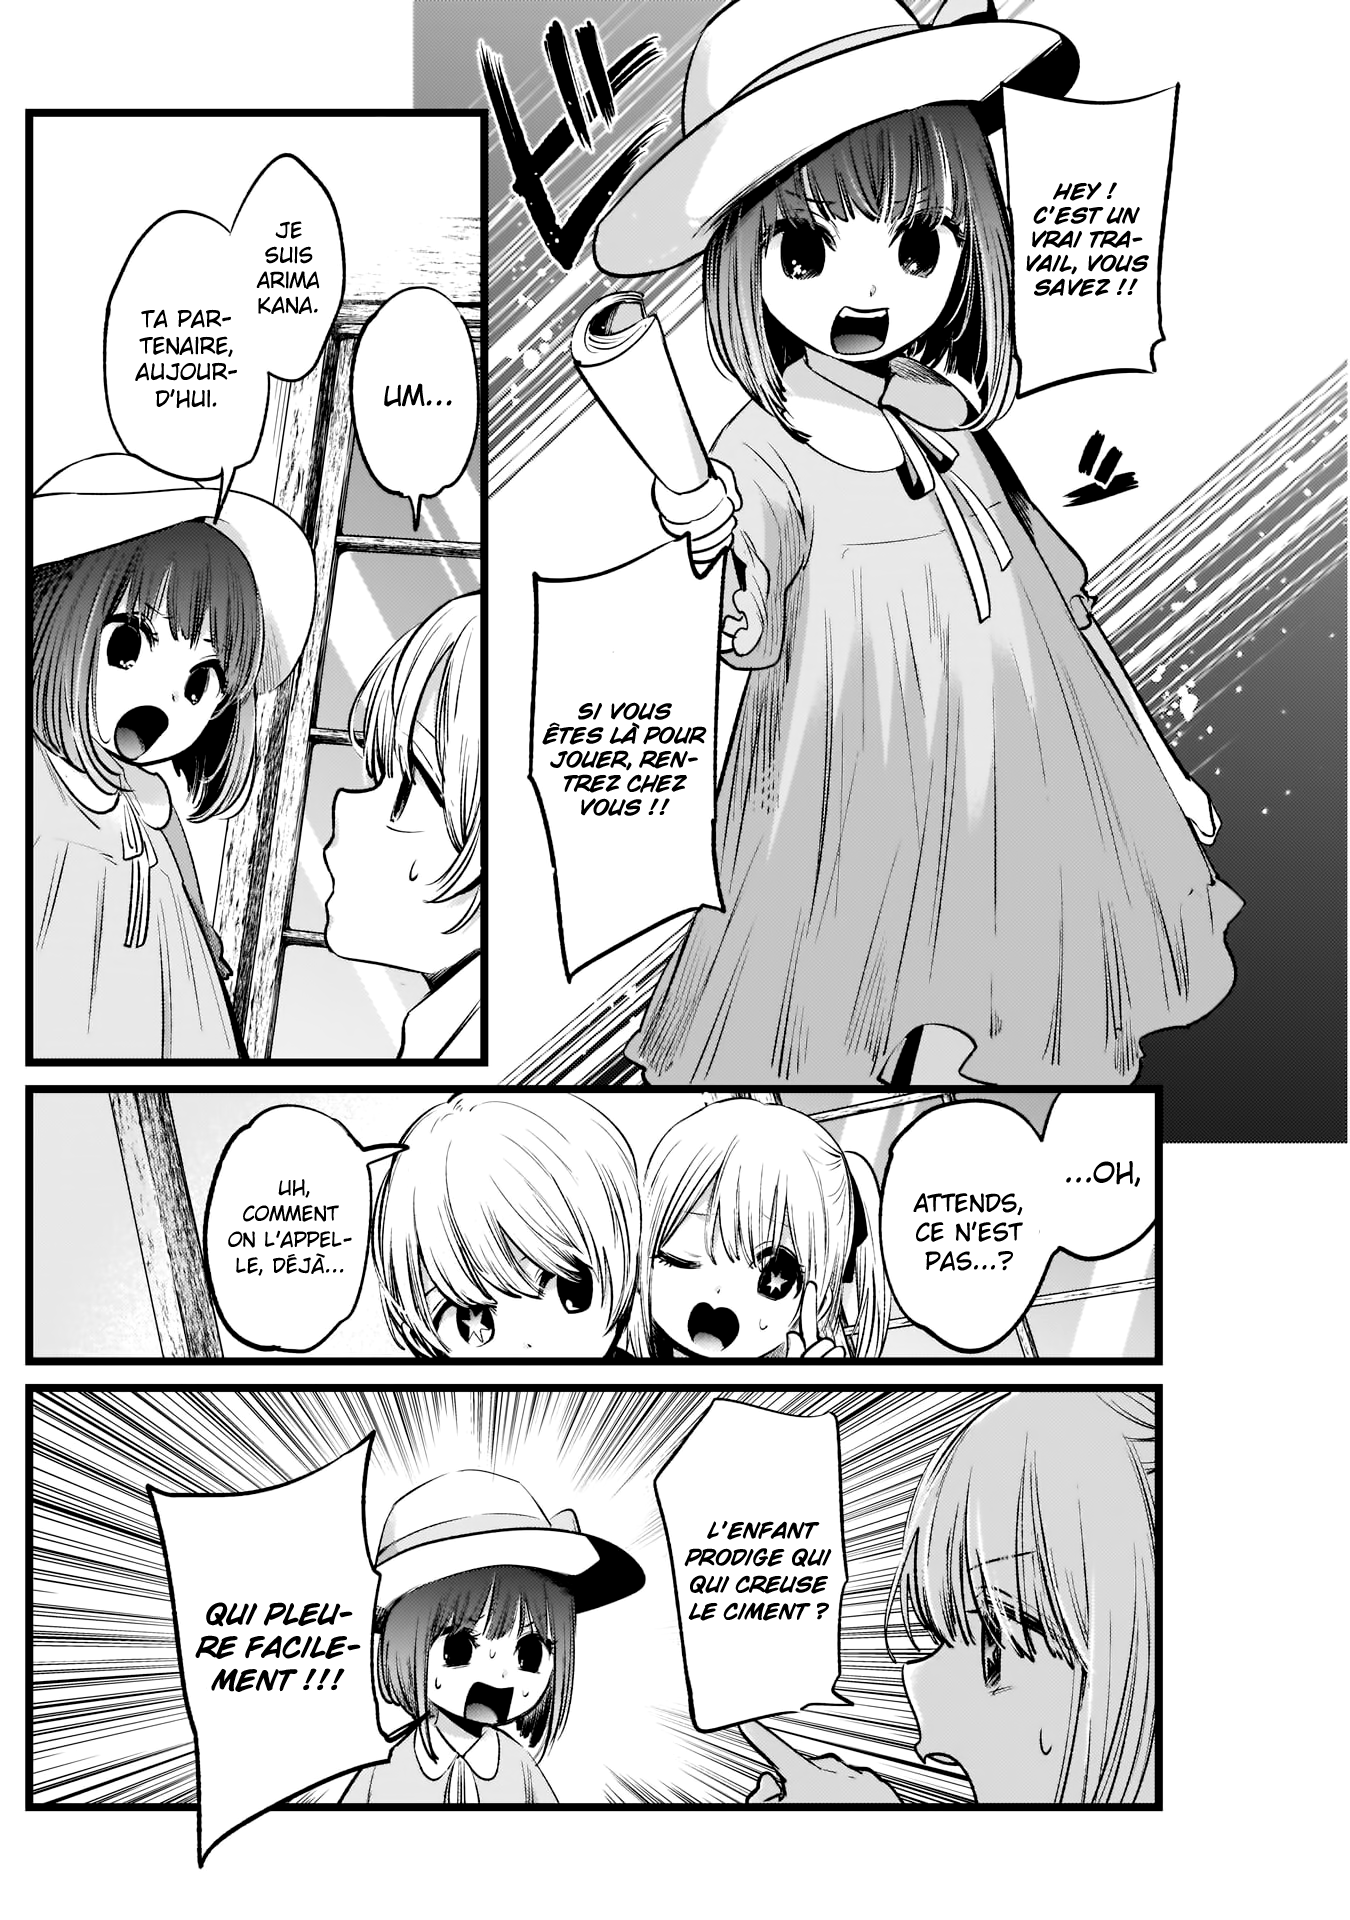 HEY !
C'EST UN
VRAI TRA-
VAIL, VOUS
SAVEZ !!
SI VOUS
ÊTES LÀ POUR
JOUER, REN-
TREZ CHEZ
VOUS !!
UM...
JE
SUIS
ARIMA
KANA.
TA PAR-
TENAIRE,
AUJOUR-
D'HUI.
...OH,
ATTENDS,
CE N'EST
PAS...?
UH,
COMMENT
ON L'APPEL-
LE, DÉJÀ...
L'ENFANT
PRODIGE QUI
QUI CREUSE
LE CIMENT ?
QUI PLEU-
RE FACILE-
MENT !!!